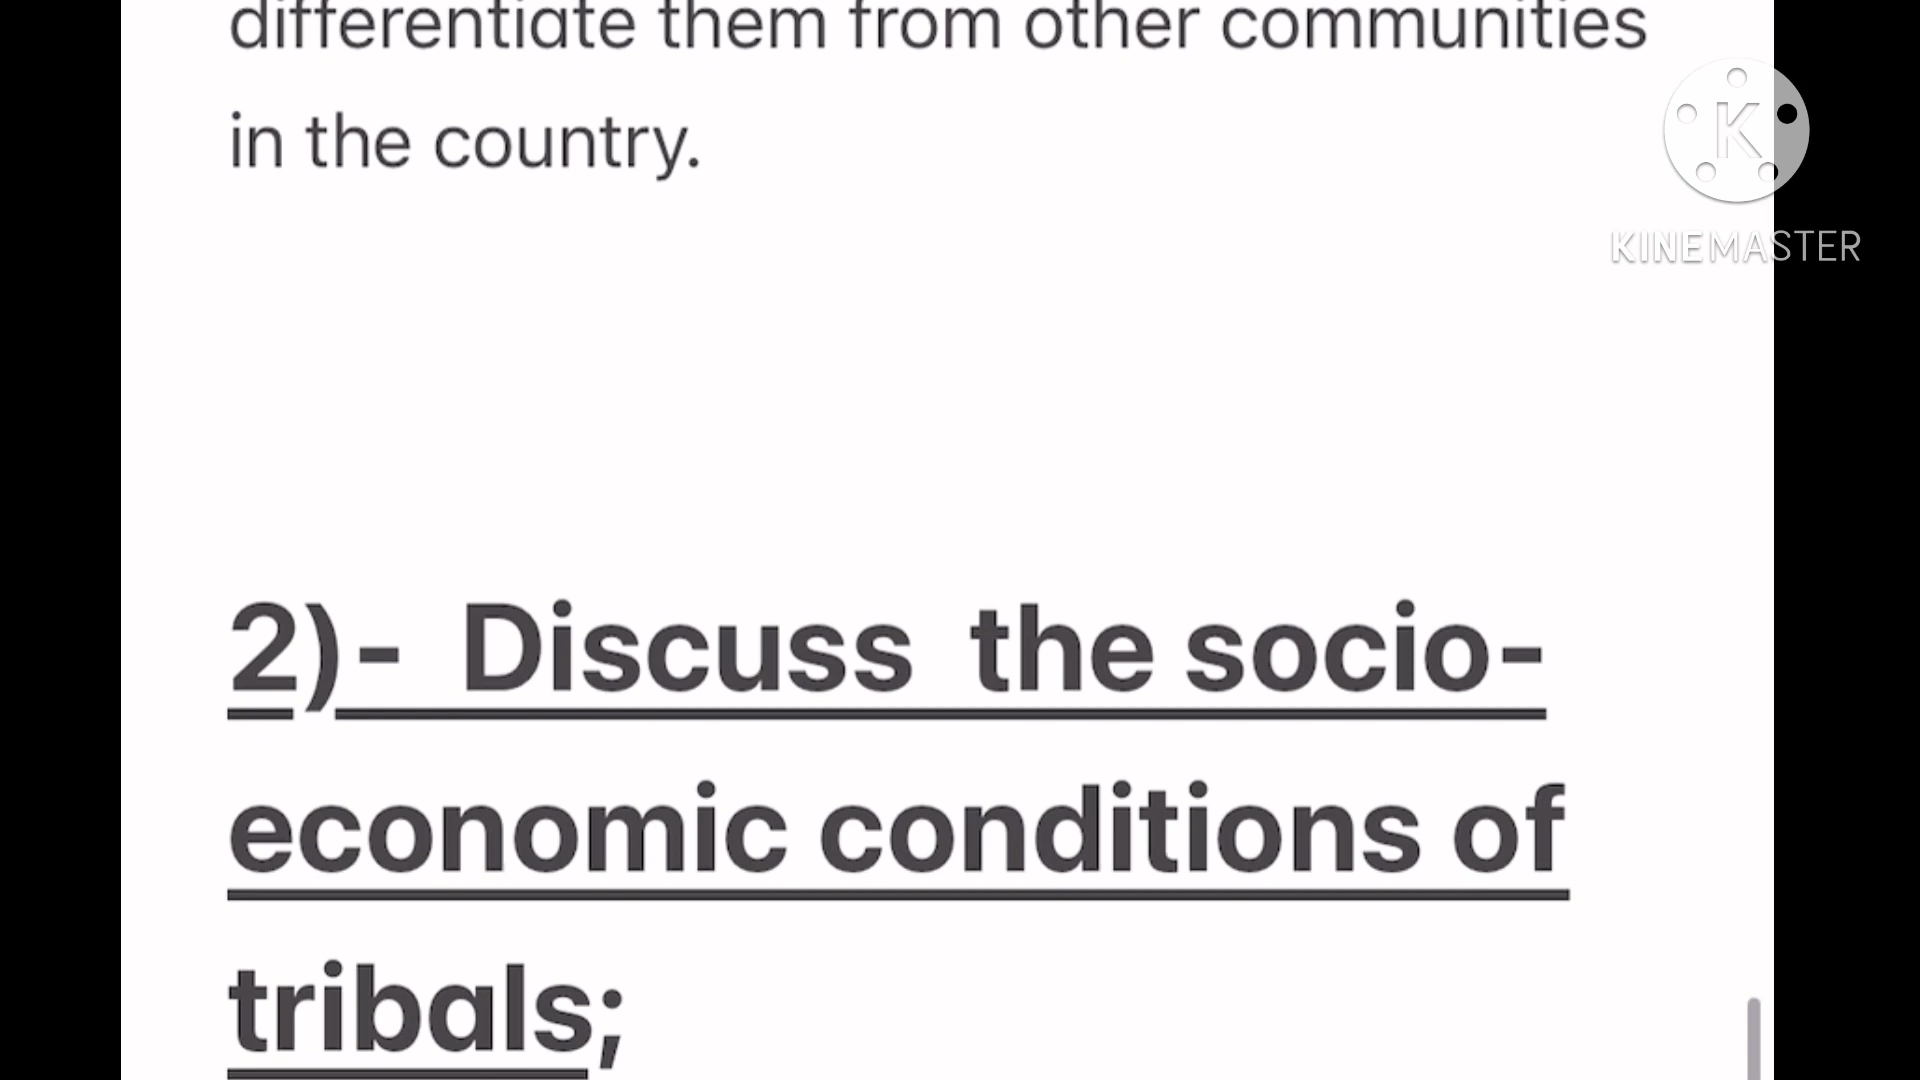 differentiate them from other communities
in the country.
K
KINEMASTER
2)- Discuss the socio-
economic conditions of
tribals;